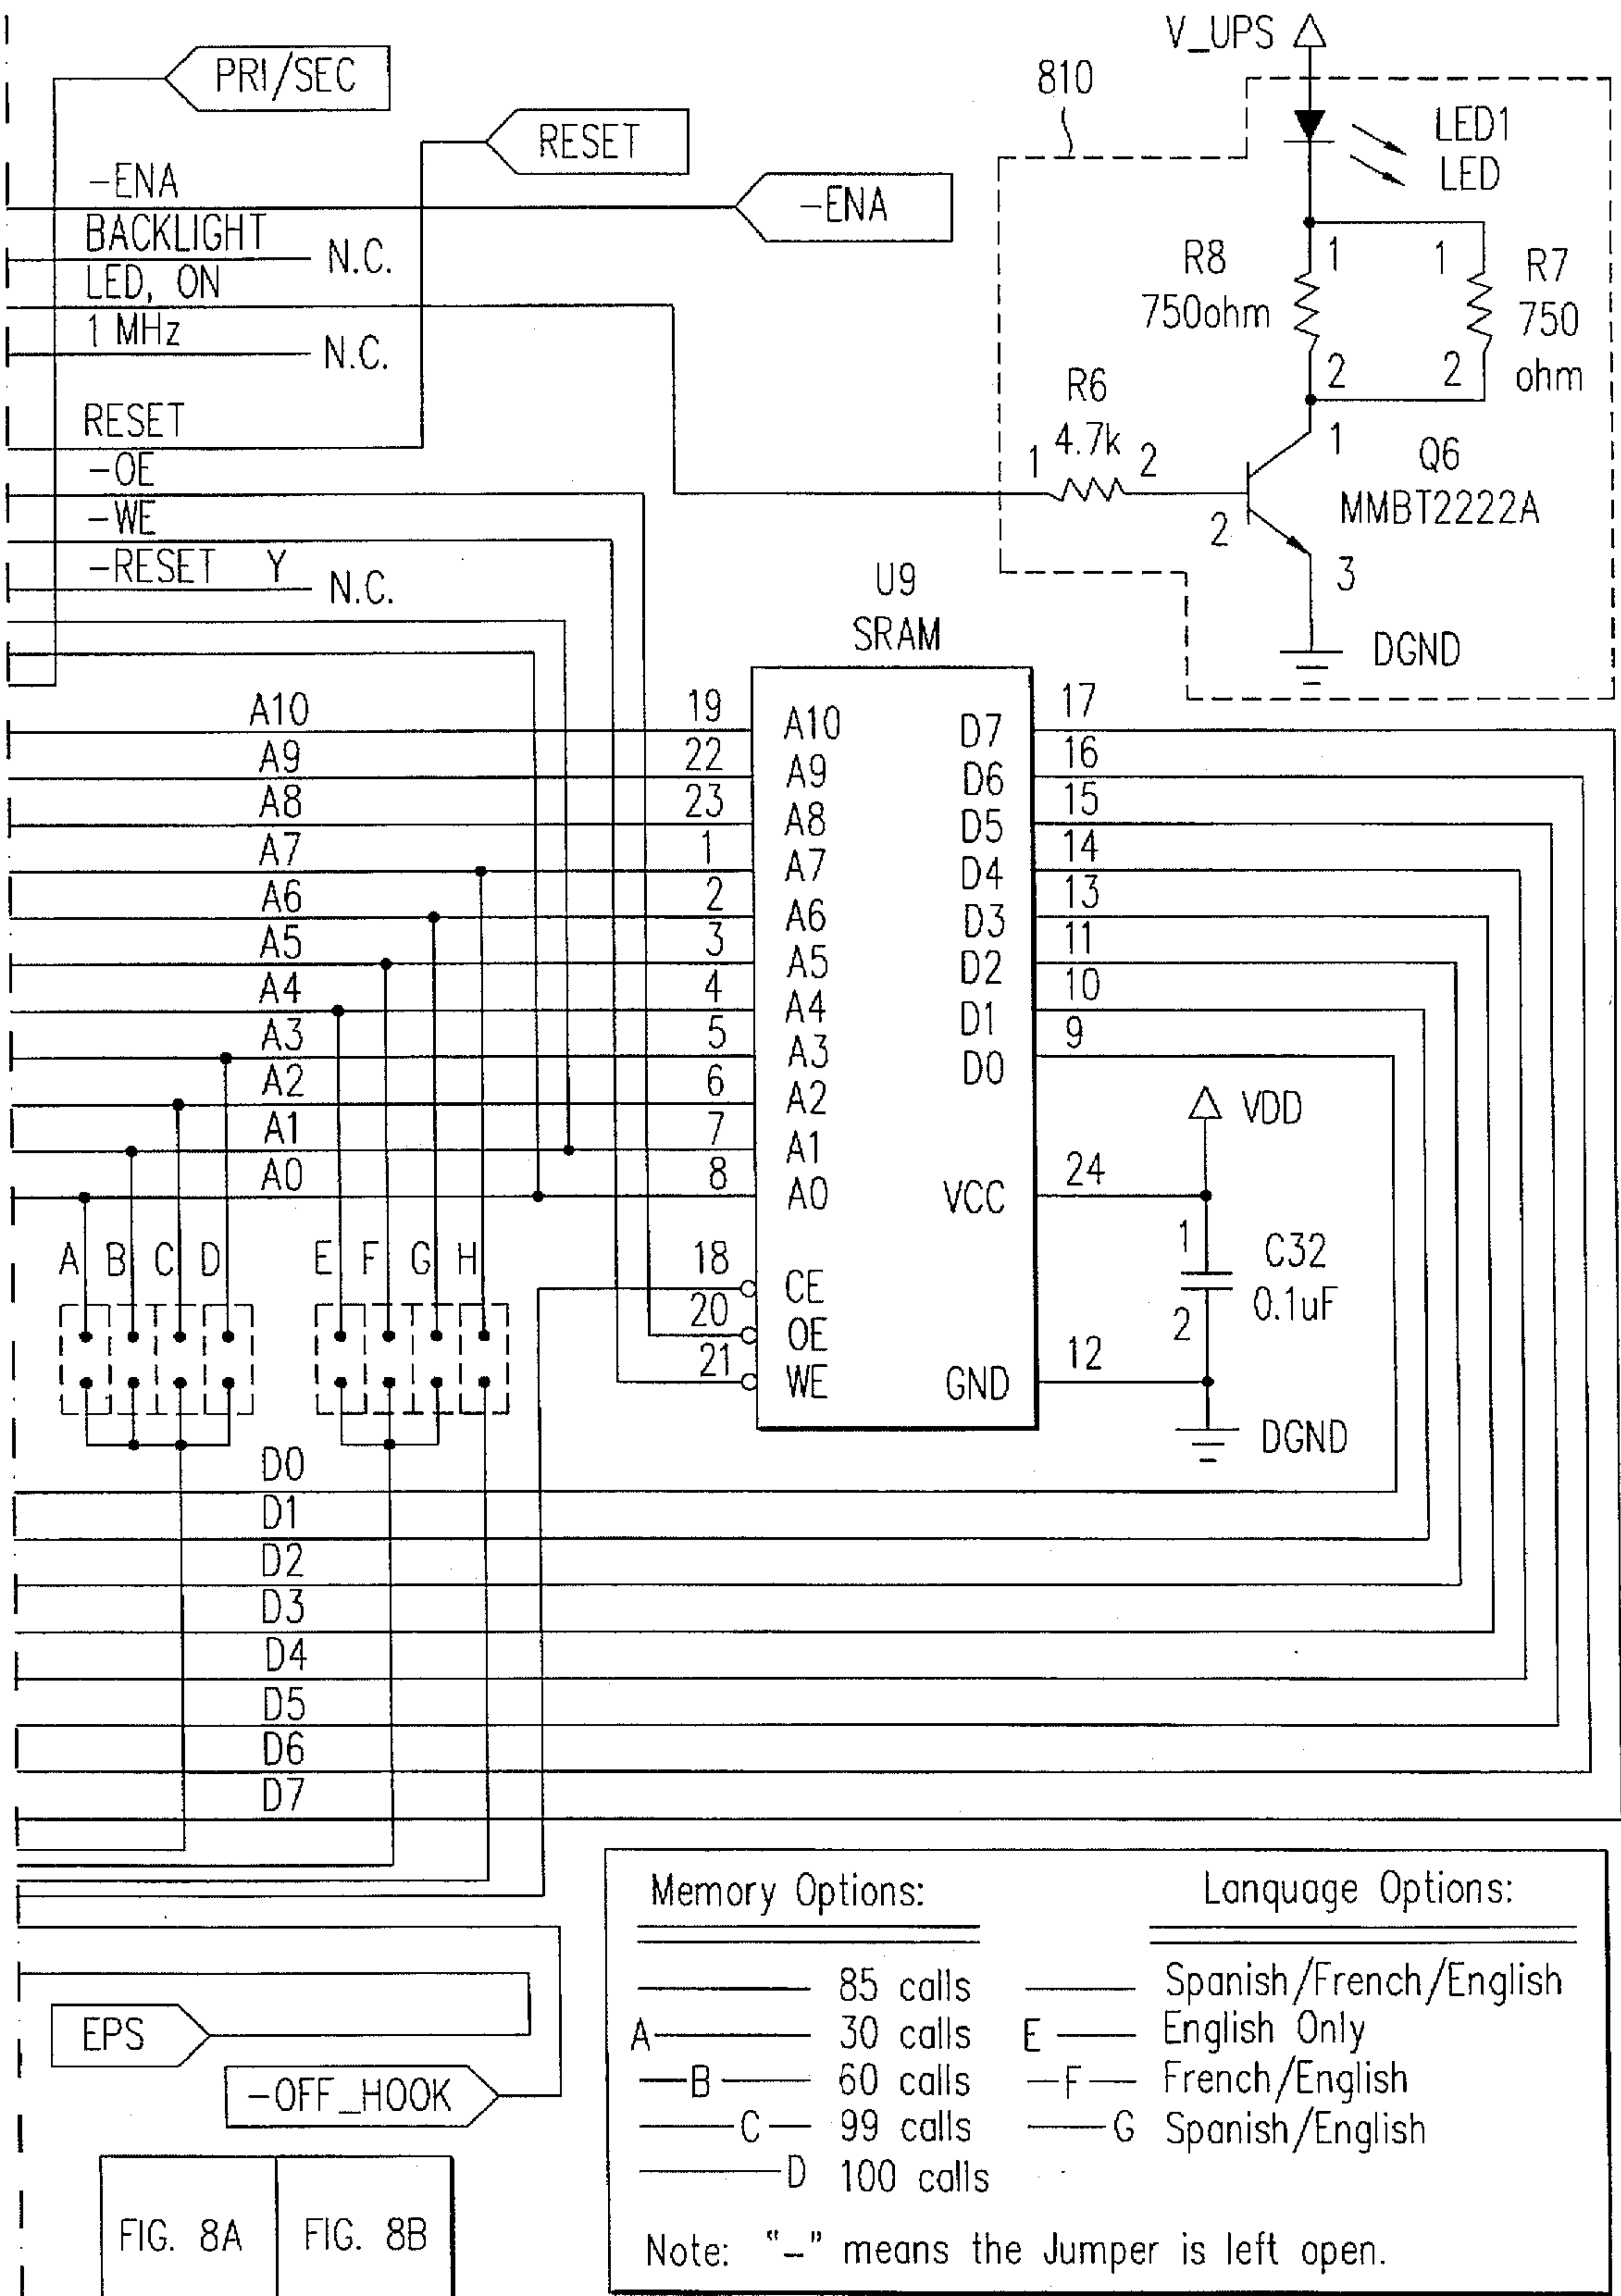 V_UPS
810
PRI/SEC
RESET
-ENA
-ENA
BACKLIGHT
N.C.
LED, ON
1 MHz
N.C.
RESET
-OE
-WE
-RESET Y
N.C.
LED1
LED
R8
750ohm
1
2
1
2
R7
750
ohm
R6
4.7k
1
2
1
2
3
Q6
MMBT2222A
DGND
U9
SRAM
A10 19 A10 D7 17
A9 22 A9 D6 16
A8 23 A8 D5 15
A7 1 A7 D4 14
A6 2 A6 D3 13
A5 3 A5 D2 11
A4 4 A4 D1 10
A3 5 A3 D0 9
A2 6 A2
A1 7 A1
A0 8 A0 VCC 24
VDD
A B C D E F G H
18 CE
20 OE
21 WE
GND 12
1
2
C32
0.1uF
DGND
D0
D1
D2
D3
D4
D5
D6
D7
EPS
-OFF_HOOK
FIG. 8A FIG. 8B
Memory Options: Lanquage Options:
85 calls Spanish/French/English
A 30 calls E English Only
B 60 calls F French/English
C 99 calls G Spanish/English
D 100 calls
Note: "-" means the Jumper is left open.